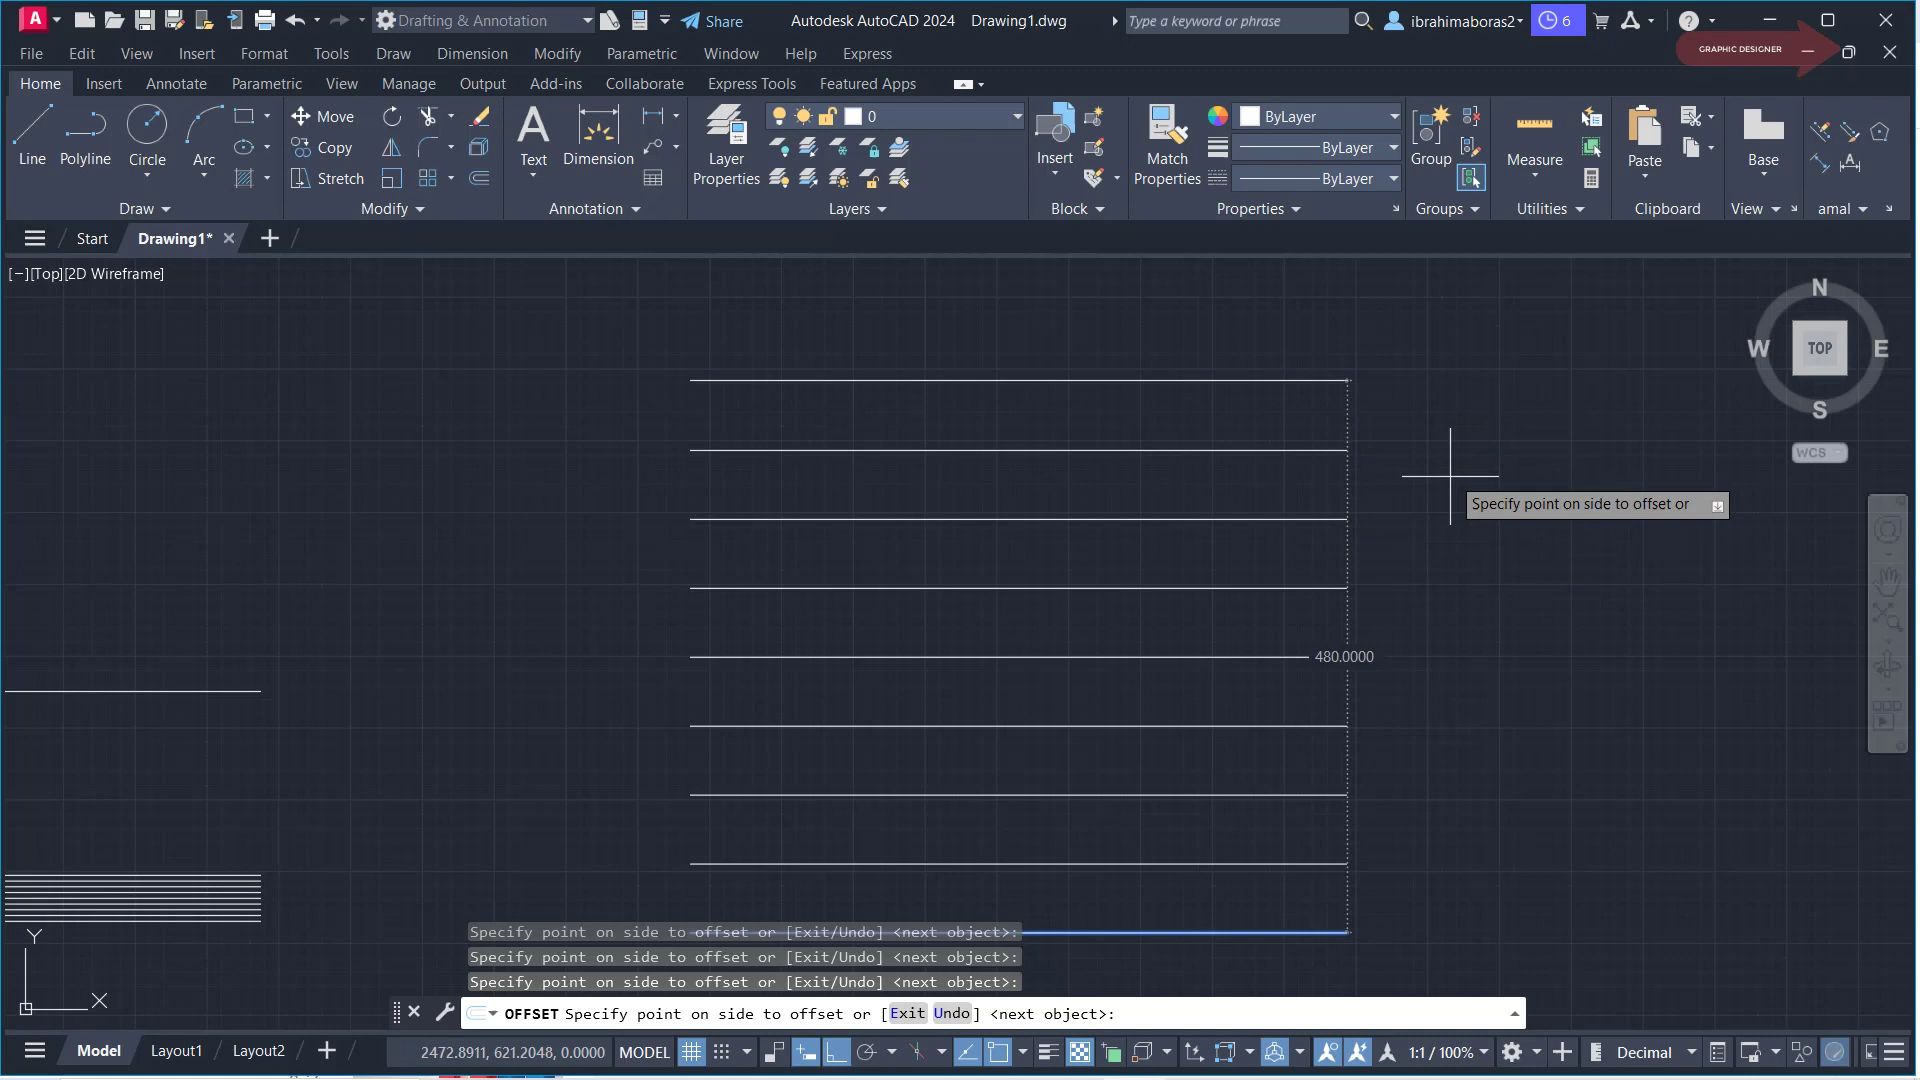 A Drafting & Annotation Share Autodesk AutoCAD 2024 Drawing1.dwg Type a keyword or phrase ibrahimaboras2 6
File Edit View Insert Format Tools Draw Dimension Modify Parametric Window Help Express GRAPHIC DESIGNER
Home Insert Annotate Parametric View Manage Output Add-ins Collaborate Express Tools Featured Apps
Move 0 ByLayer
Line Polyline Circle Arc Copy Text Dimension Layer Properties Insert Match Properties ByLayer Group Measure Paste Base
Stretch ByLayer
Draw Modify Annotation Layers Block Properties Groups Utilities Clipboard View amal
Start Drawing1* 
[−][Top][2D Wireframe]
N
W TOP E
S
WCS
Specify point on side to offset or
480.0000
Y
X
Specify point on side to offset or [Exit/Undo] <next object>:
Specify point on side to offset or [Exit/Undo] <next object>:
Specify point on side to offset or [Exit/Undo] <next object>:
OFFSET Specify point on side to offset or [Exit Undo] <next object>:
Model Layout1 Layout2 2472.8911, 621.2048, 0.0000 MODEL 1:1 / 100% Decimal